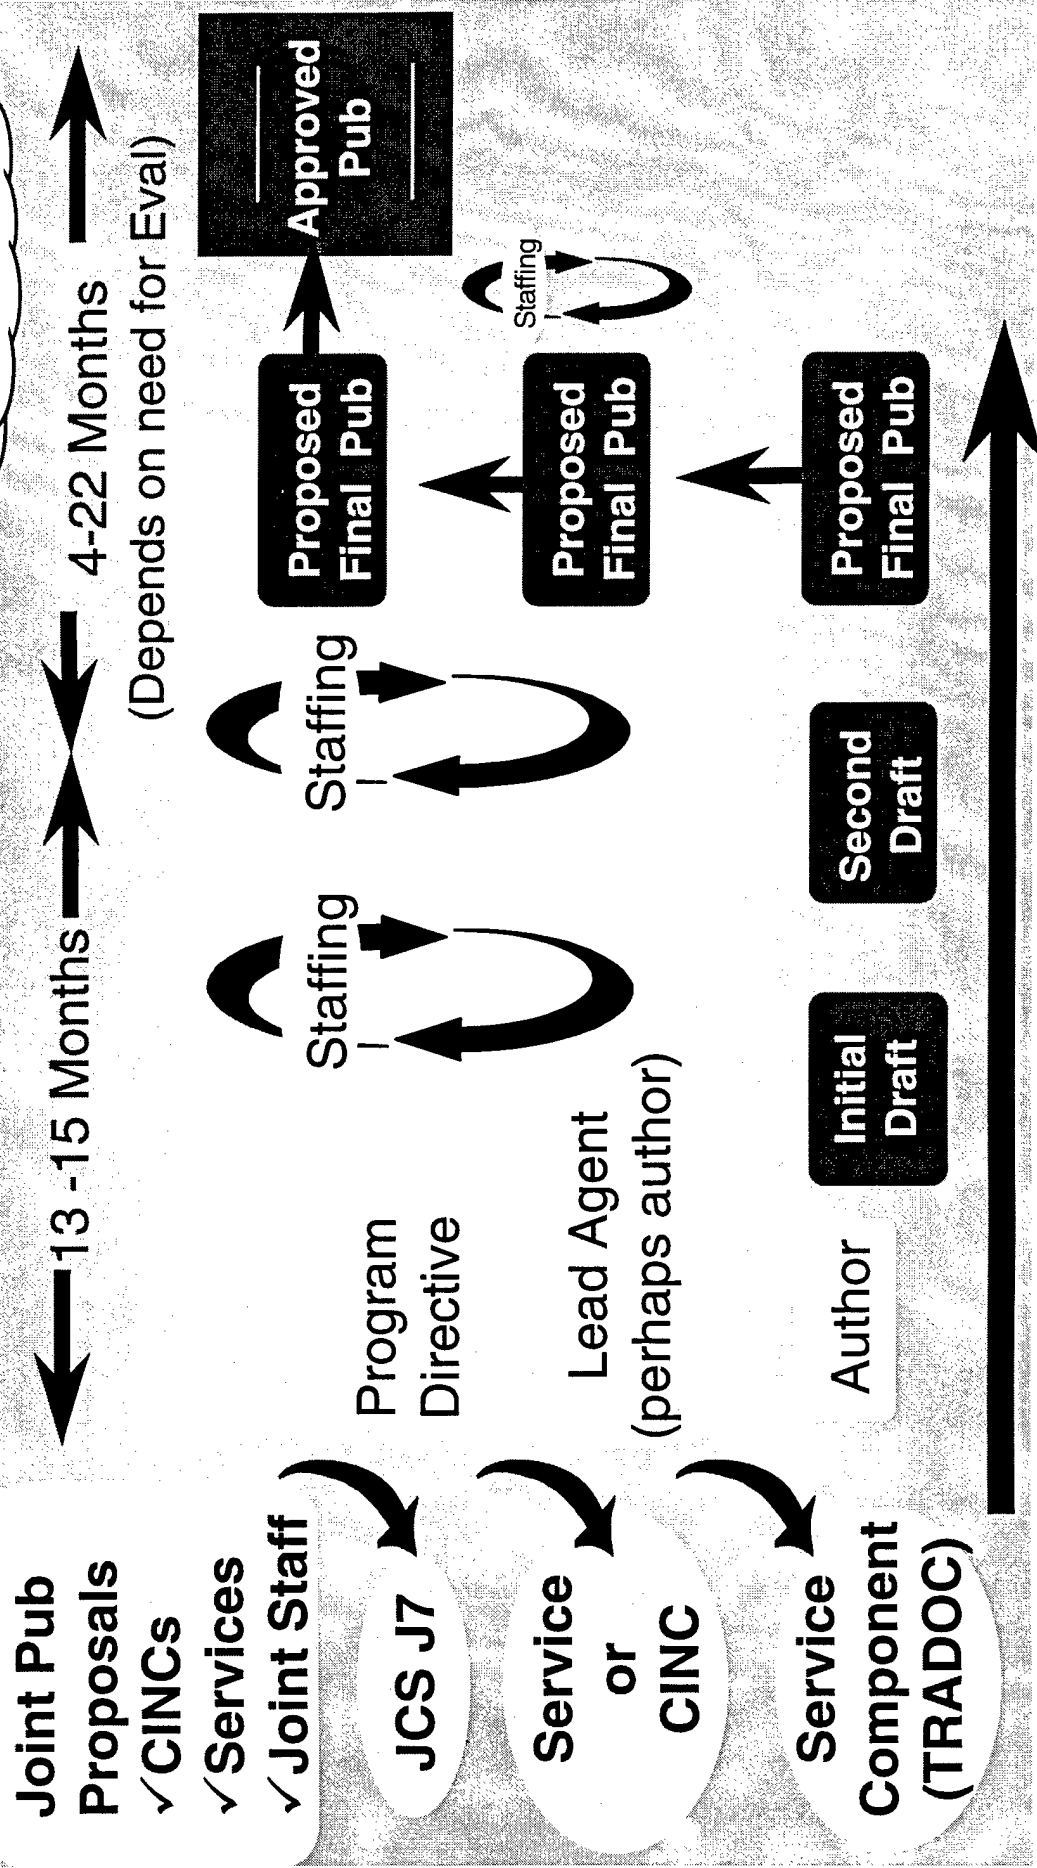 Joint Pub
Proposals
✓CINCs
✓Services
✓Joint Staff
13 -15 Months
4-22 Months
(Depends on need for Eval)
JCS J7
Program
Directive
Staffing
Staffing
Proposed
Final Pub
Approved
Pub
Service
or
CINC
Lead Agent
(perhaps author)
Proposed
Final Pub
Staffing
Service
Component
(TRADOC)
Author
Initial
Draft
Second
Draft
Proposed
Final Pub